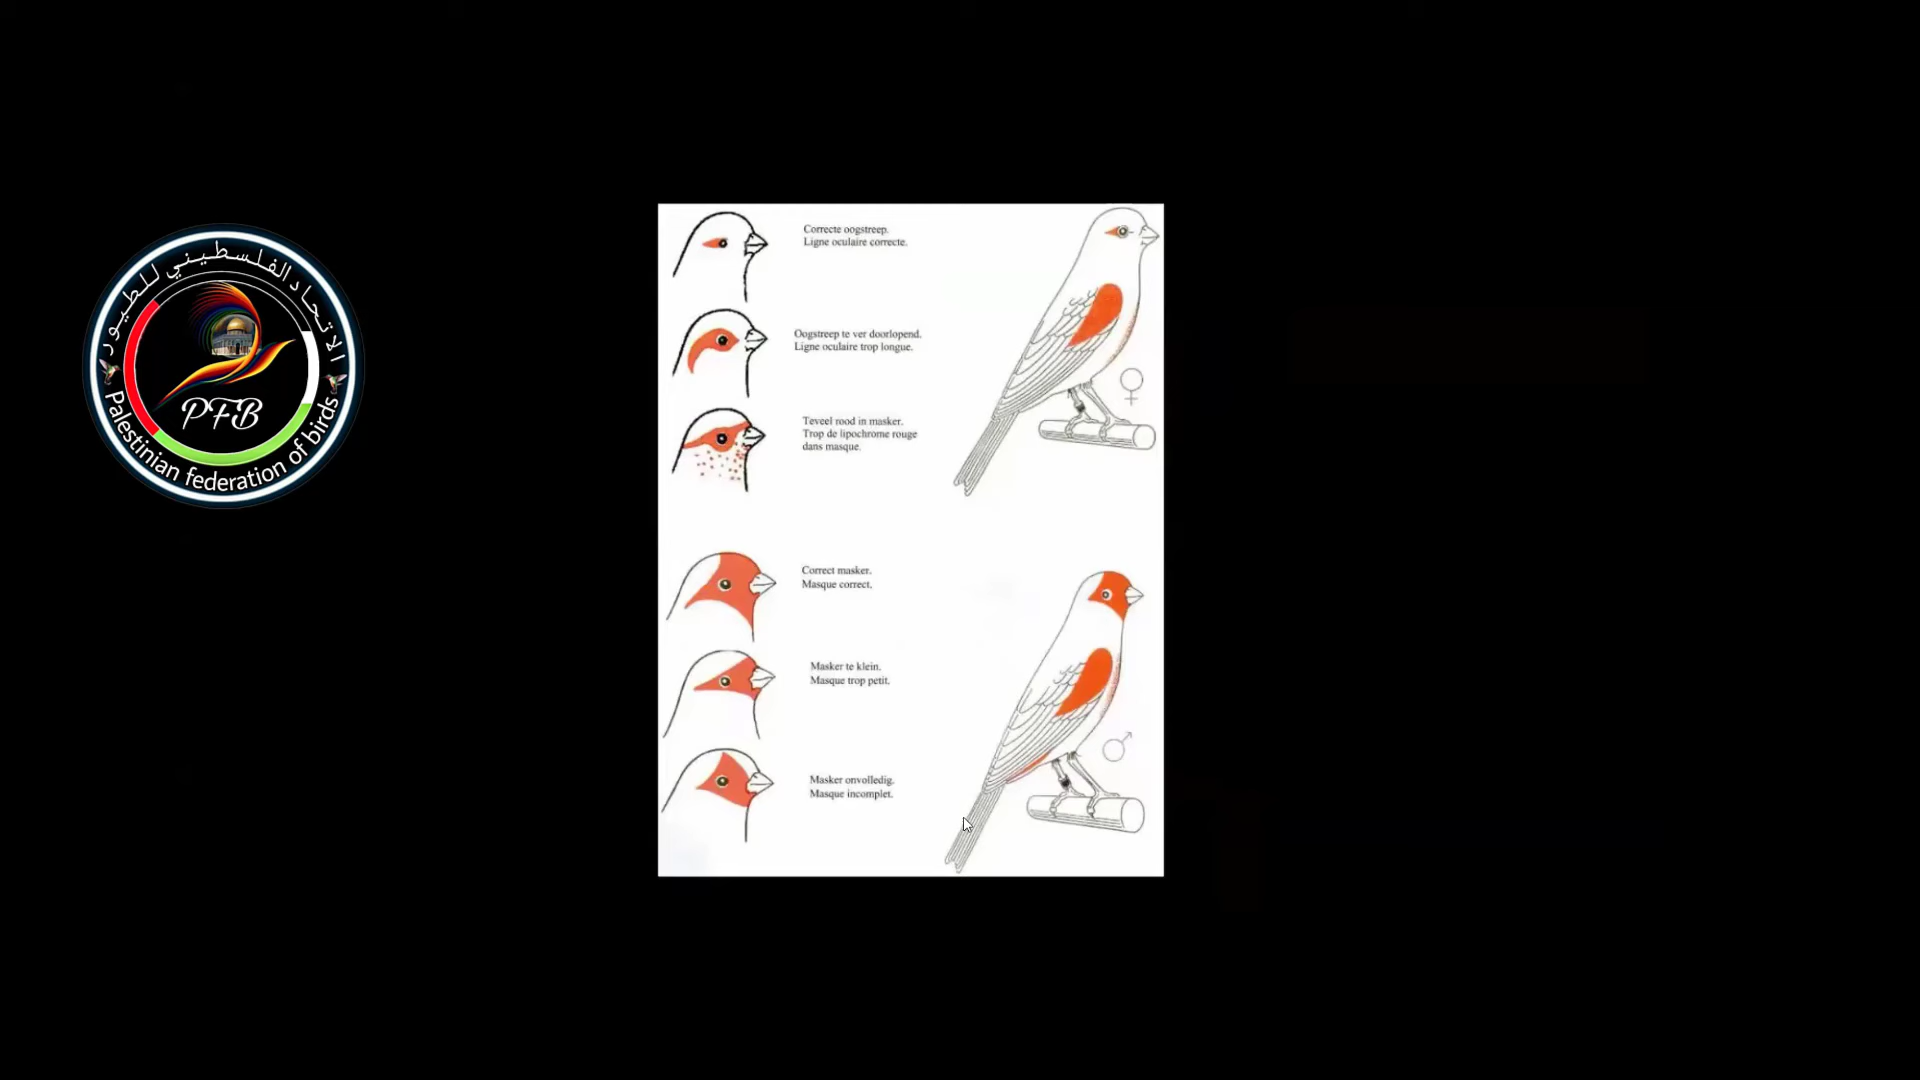 الاتحاد الفلسطيني للطيور
PFB
Palestinian federation of birds
Correcte oogstreep.
Ligne oculaire correcte.
Oogstreep te ver doorlopend.
Ligne oculaire trop longue.
Teveel rood in masker.
Trop de lipochrome rouge
dans masque.
Correct masker.
Masque correct.
Masker te klein.
Masque trop petit.
Masker onvolledig.
Masque incomplet.